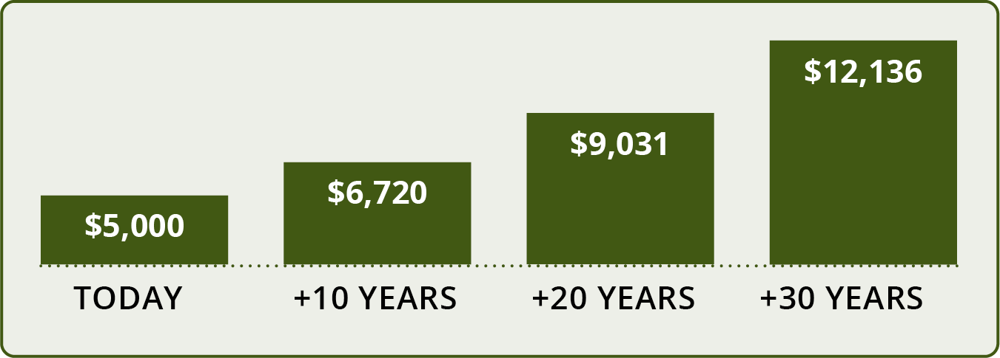 $12,136
$9,031
$6,720
$5,000
TODAY +10 YEARS +20 YEARS +30 YEARS